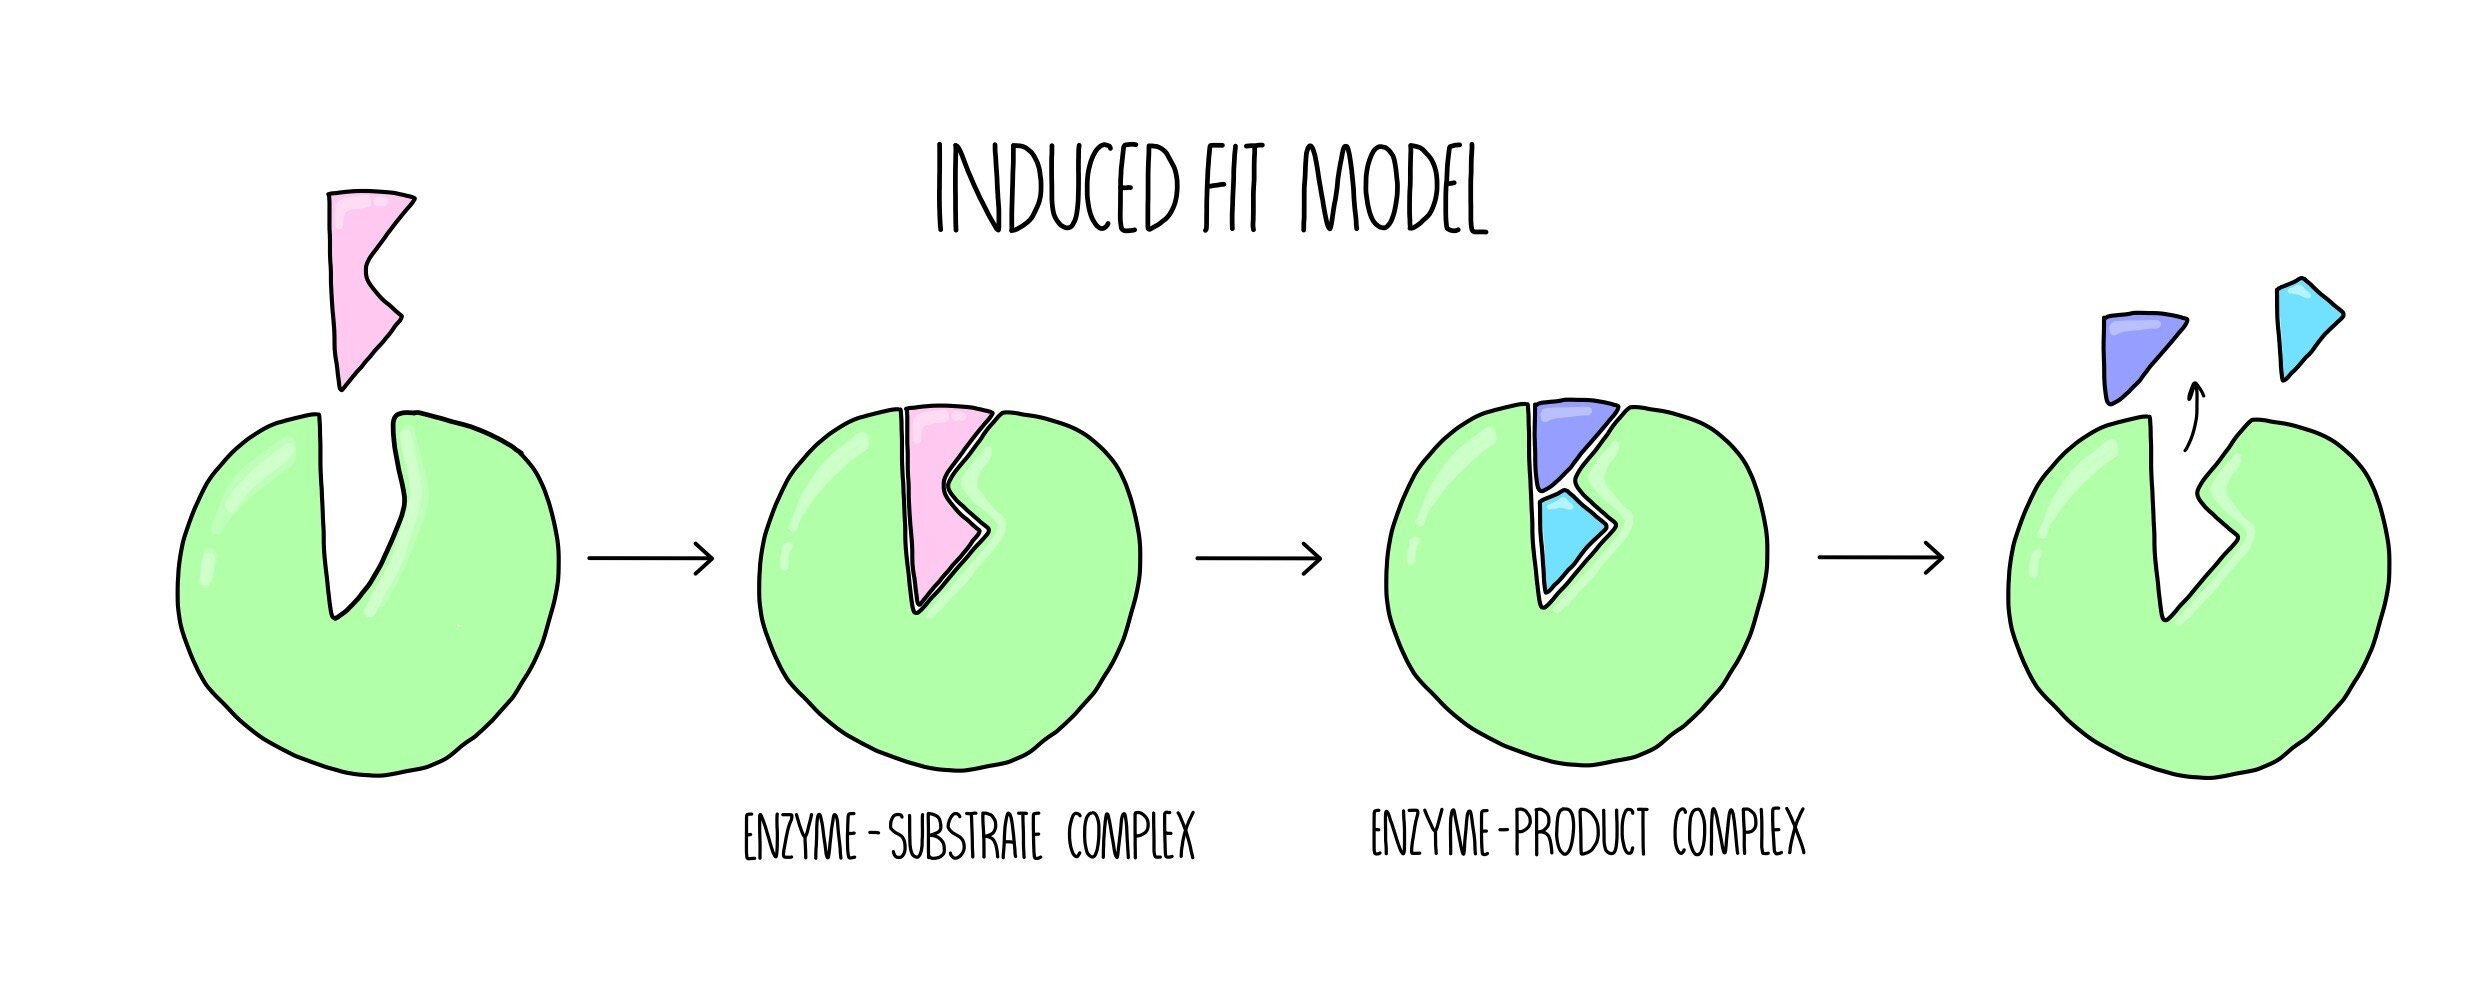 INDUCED FIT MODEL
ENZYME-SUBSTRATE COMPLEX
ENZYME-PRODUCT COMPLEX